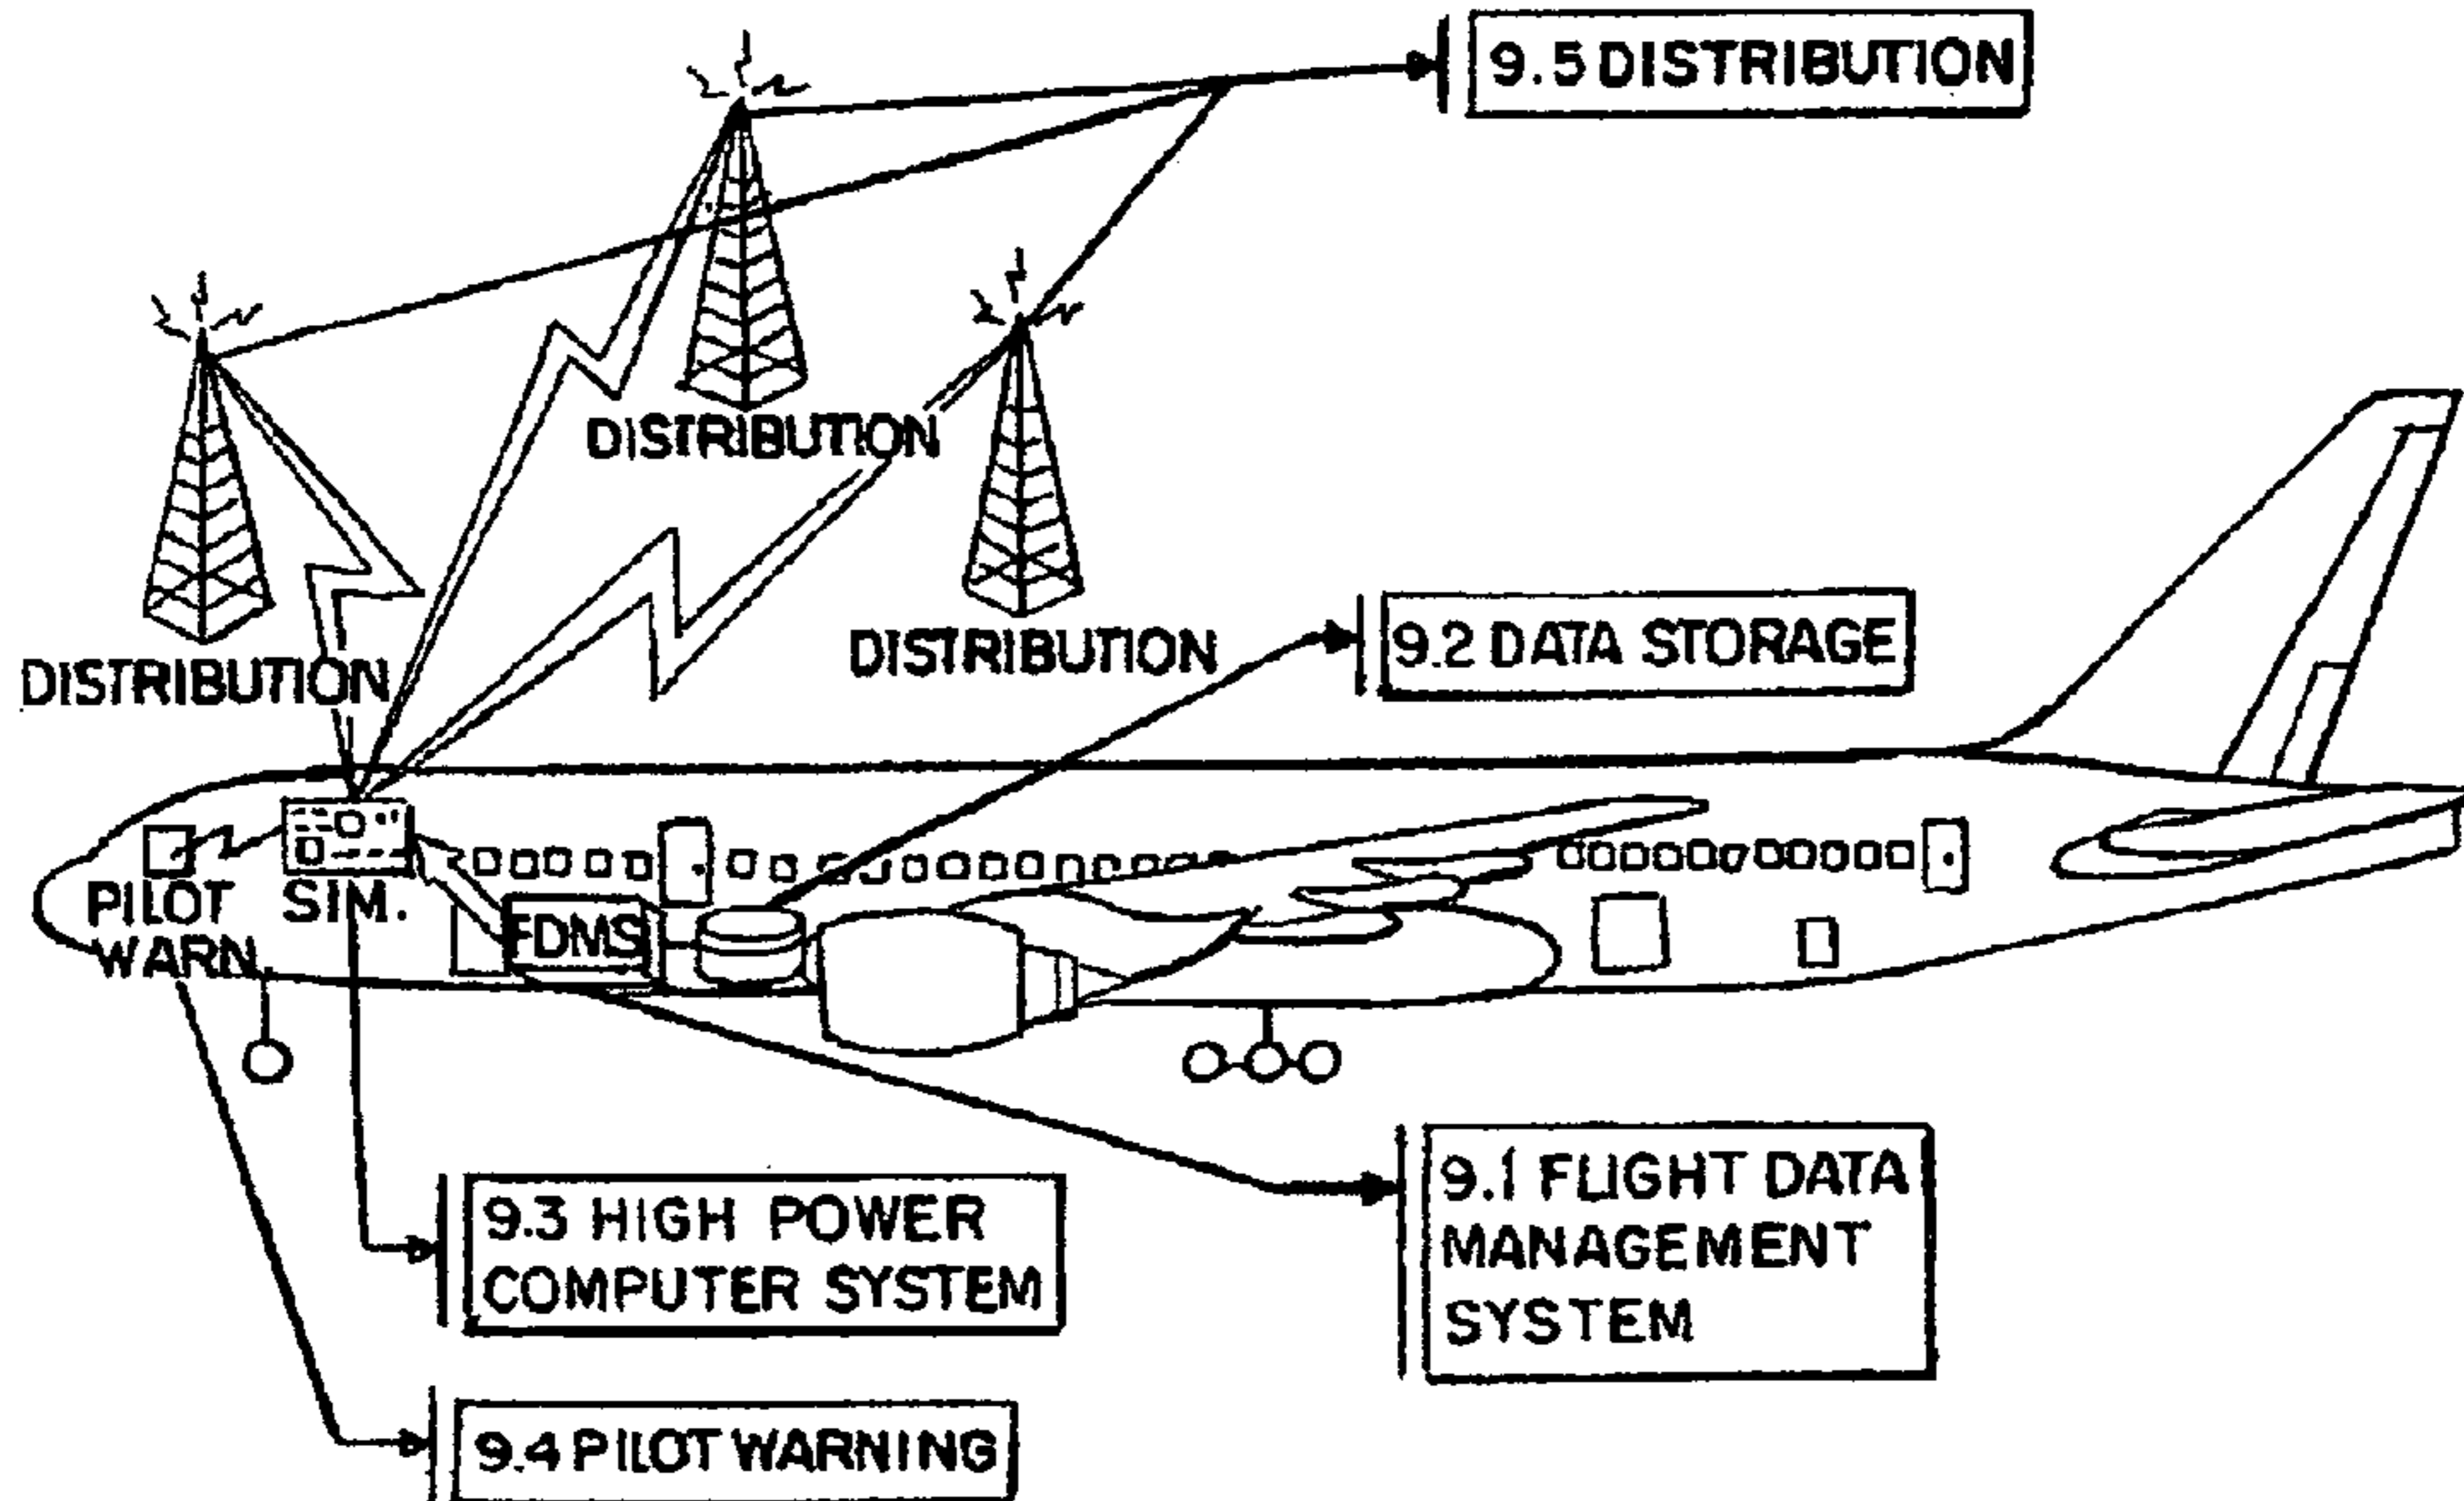 9.5 DISTRIBUTION
DISTRIBUTION
DISTRIBUTION
DISTRIBUTION
9.2 DATA STORAGE
PILOT
WARN.
SIM.
FDMS
9.1 FLIGHT DATA
MANAGEMENT
SYSTEM
9.3 HIGH POWER
COMPUTER SYSTEM
9.4 PILOT WARNING